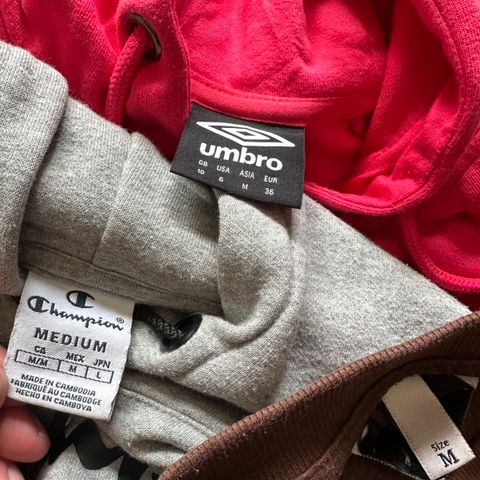 umbro
GB USA ASIA EUR
10 6 M 36
Champion
MEDIUM
CA MEX JPN
M/M M L
MADE IN CAMBODIA
FABRIQUÉ AU CAMBODGE
HECHO EN CAMBOYA
Size
M